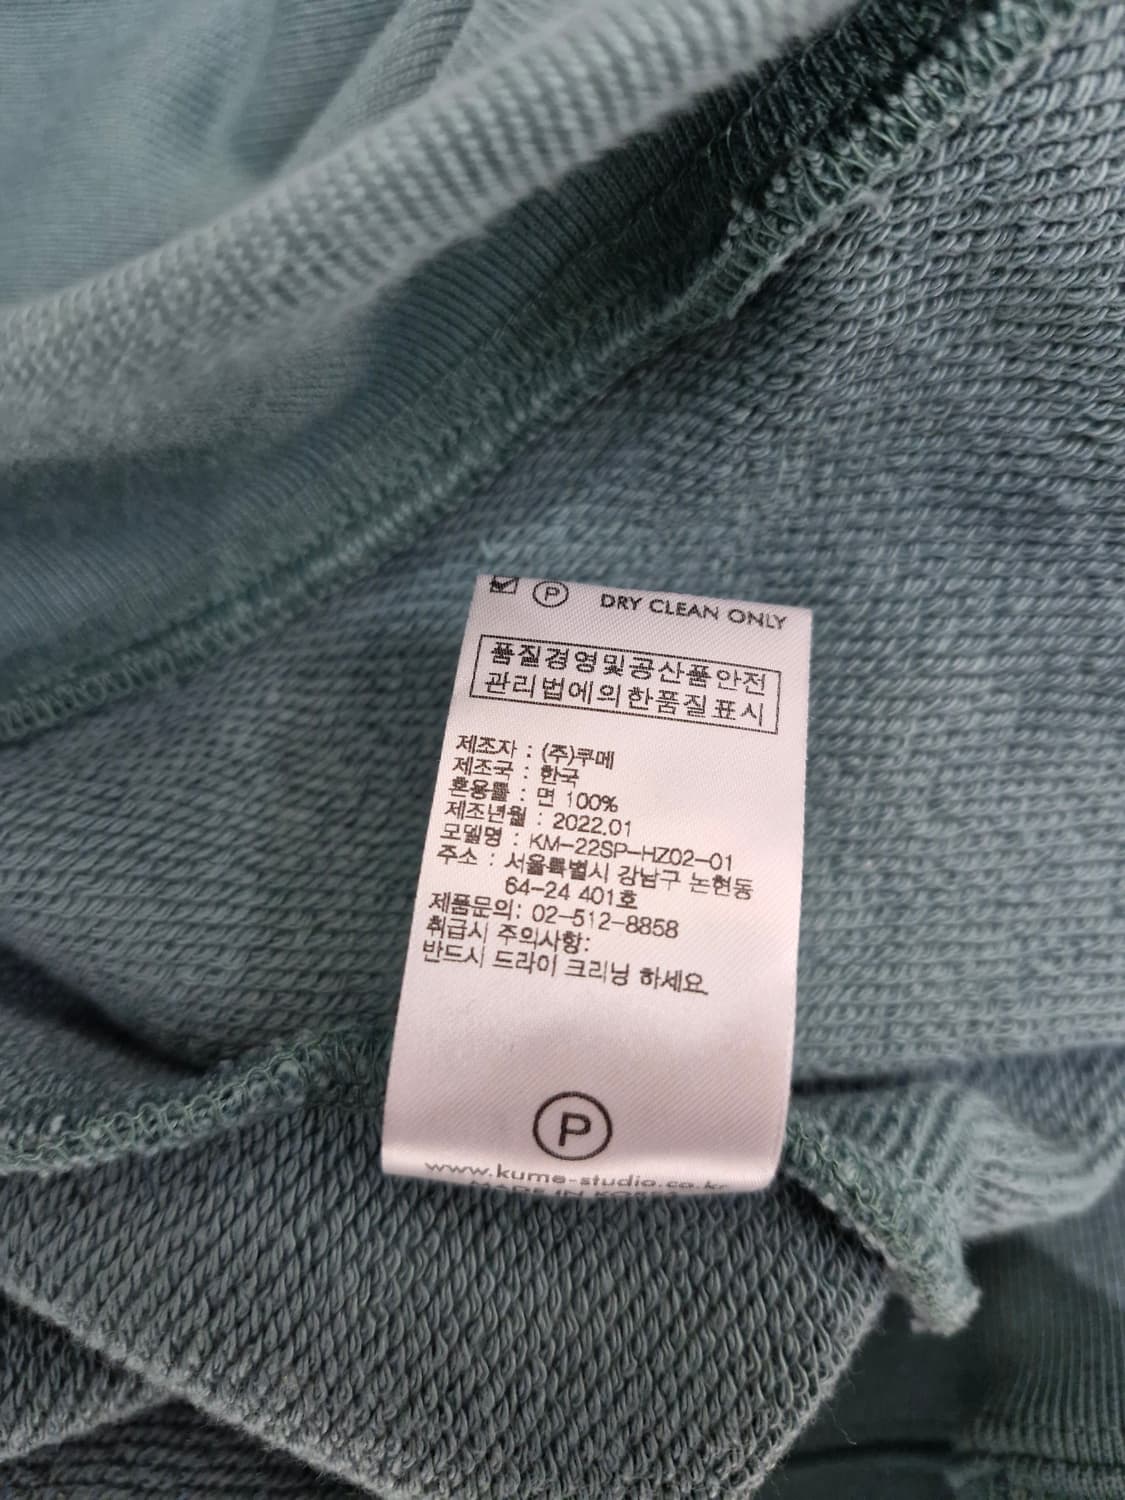 P DRY CLEAN ONLY
품질경영및공산품안전
관리법에의한품질표시
제조자 : (주)쿠메
제조국 : 한국
혼용률 : 면 100%
제조년월 : 2022.01
모델명 : KM-22SP-HZ02-01
주소 : 서울특별시 강남구 논현동
64-24 401호
제품문의: 02-512-8858
취급시 주의사항:
반드시 드라이 크리닝 하세요.
P
www.kume-studio.co.kr
MADE IN KOREA